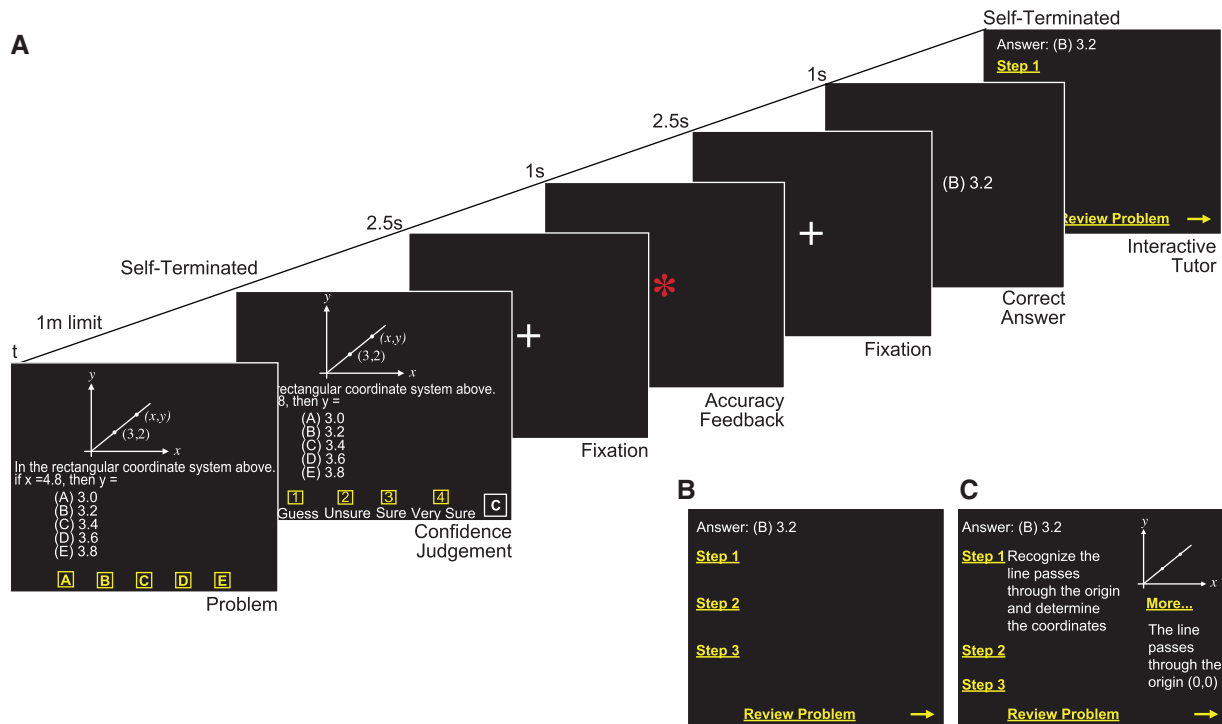 A
Self-Terminated
Answer: (B) 3.2
Step 1
Review Problem
Interactive
Tutor
1s
(B) 3.2
Correct
Answer
2.5s
+
Fixation
1s
*
Accuracy
Feedback
2.5s
+
Fixation
Self-Terminated
y
(x,y)
(3,2)
x
rectangular coordinate system above.
8, then y =
(A) 3.0
(B) 3.2
(C) 3.4
(D) 3.6
(E) 3.8
1 2 3 4
Guess Unsure Sure Very Sure C
Confidence
Judgement
1m limit
t
y
(x,y)
(3,2)
x
In the rectangular coordinate system above.
if x =4.8, then y =
(A) 3.0
(B) 3.2
(C) 3.4
(D) 3.6
(E) 3.8
A B C D E
Problem
B
Answer: (B) 3.2
Step 1
Step 2
Step 3
Review Problem
C
Answer: (B) 3.2
Step 1 Recognize the
line passes
through the origin
and determine
the coordinates
y
x
More...
The line
passes
through the
origin (0,0)
Step 2
Step 3
Review Problem